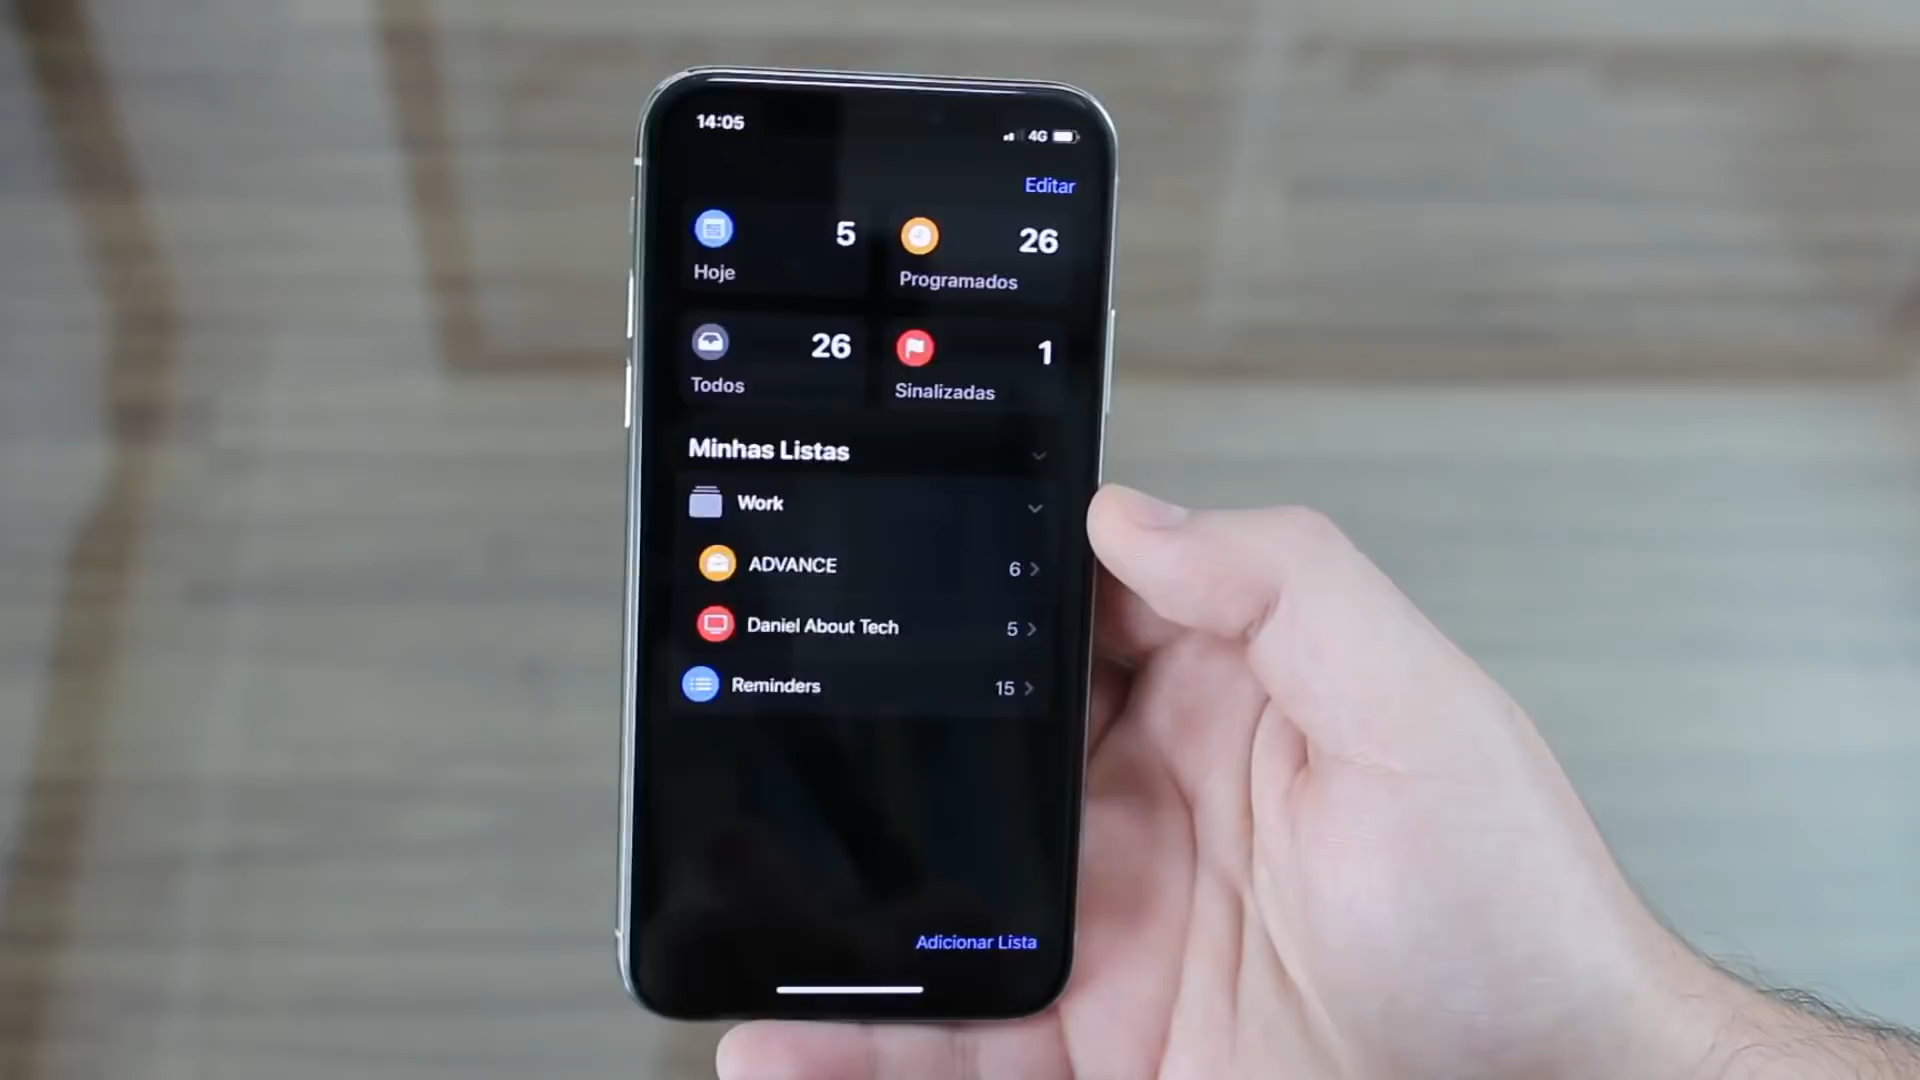 14:05
4G
Editar
5
26
Hoje
Programados
26
1
Todos
Sinalizadas
Minhas Listas
Work
ADVANCE 6
Daniel About Tech 5
Reminders 15
Adicionar Lista